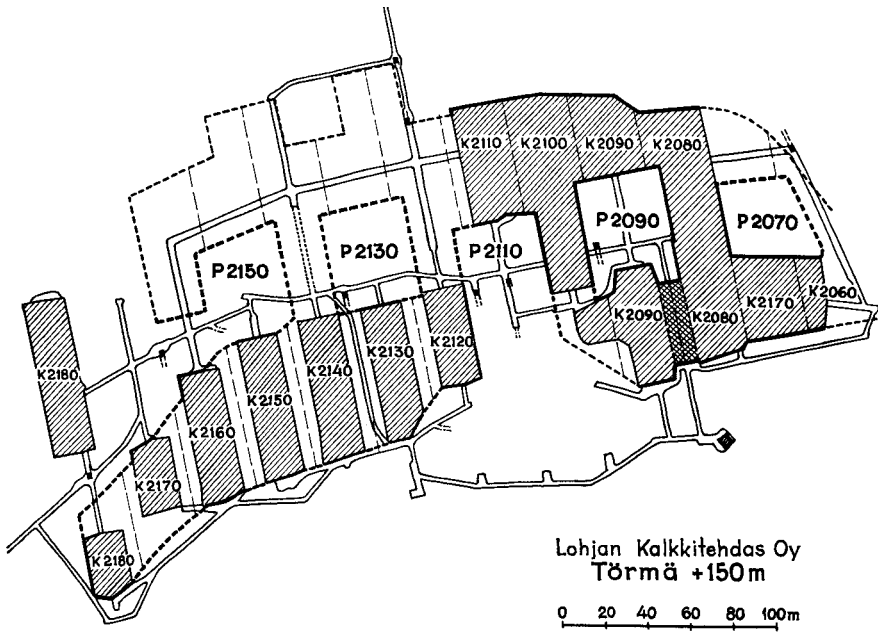 K2110
K2100
K2090
K2080
P2150
P2130
P2110
P2090
P2070
K2180
K2160
K2150
K2140
K2130
K2120
K2090
K2080
K2170
K2060
K2170
K2180
Lohjan Kalkkitehdas Oy
Törmä +150m
0 20 40 60 80 100m